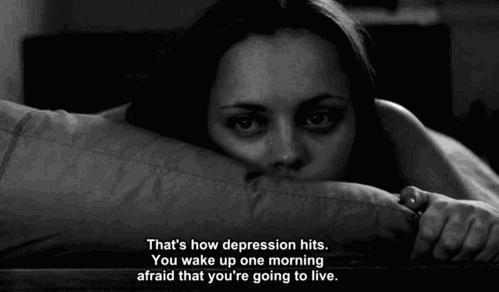 That's how depression hits.
You wake up one morning
afraid that you're going to live.